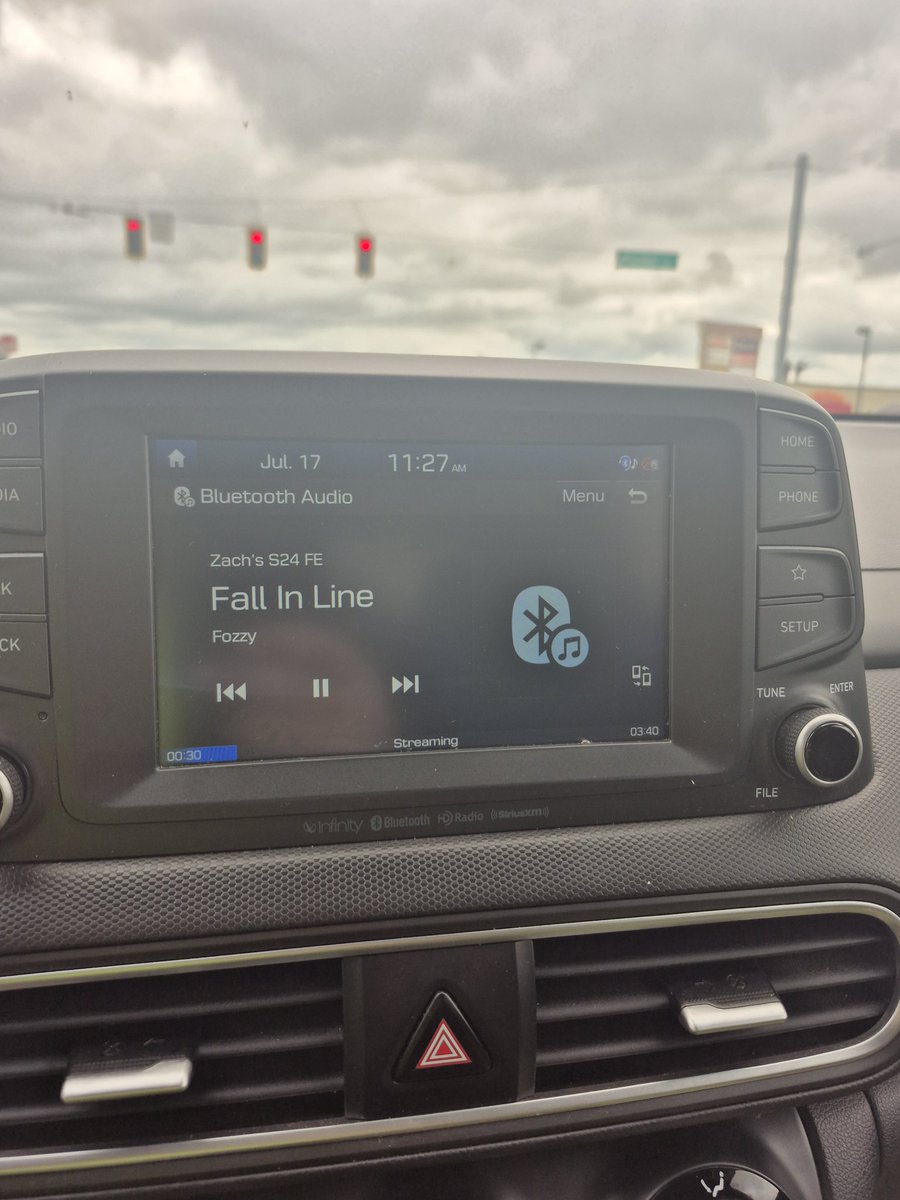 Jul. 17 11:27 AM
Bluetooth Audio Menu
Zach's S24 FE
Fall In Line
Fozzy
Streaming
00:30 03:40
HOME
PHONE
SETUP
TUNE ENTER
FILE
infinity Bluetooth HD Radio ((SiriusXM))